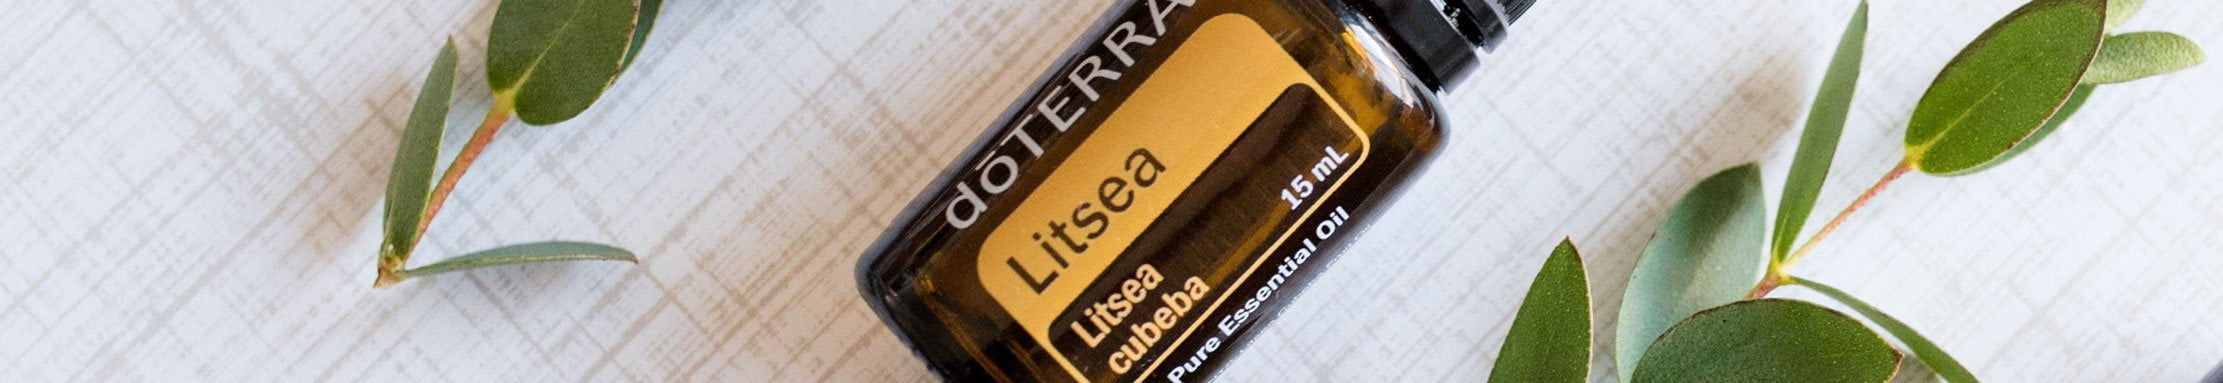 dōTERRA
Litsea
Litsea
cubeba
15 mL
Pure Essential Oil